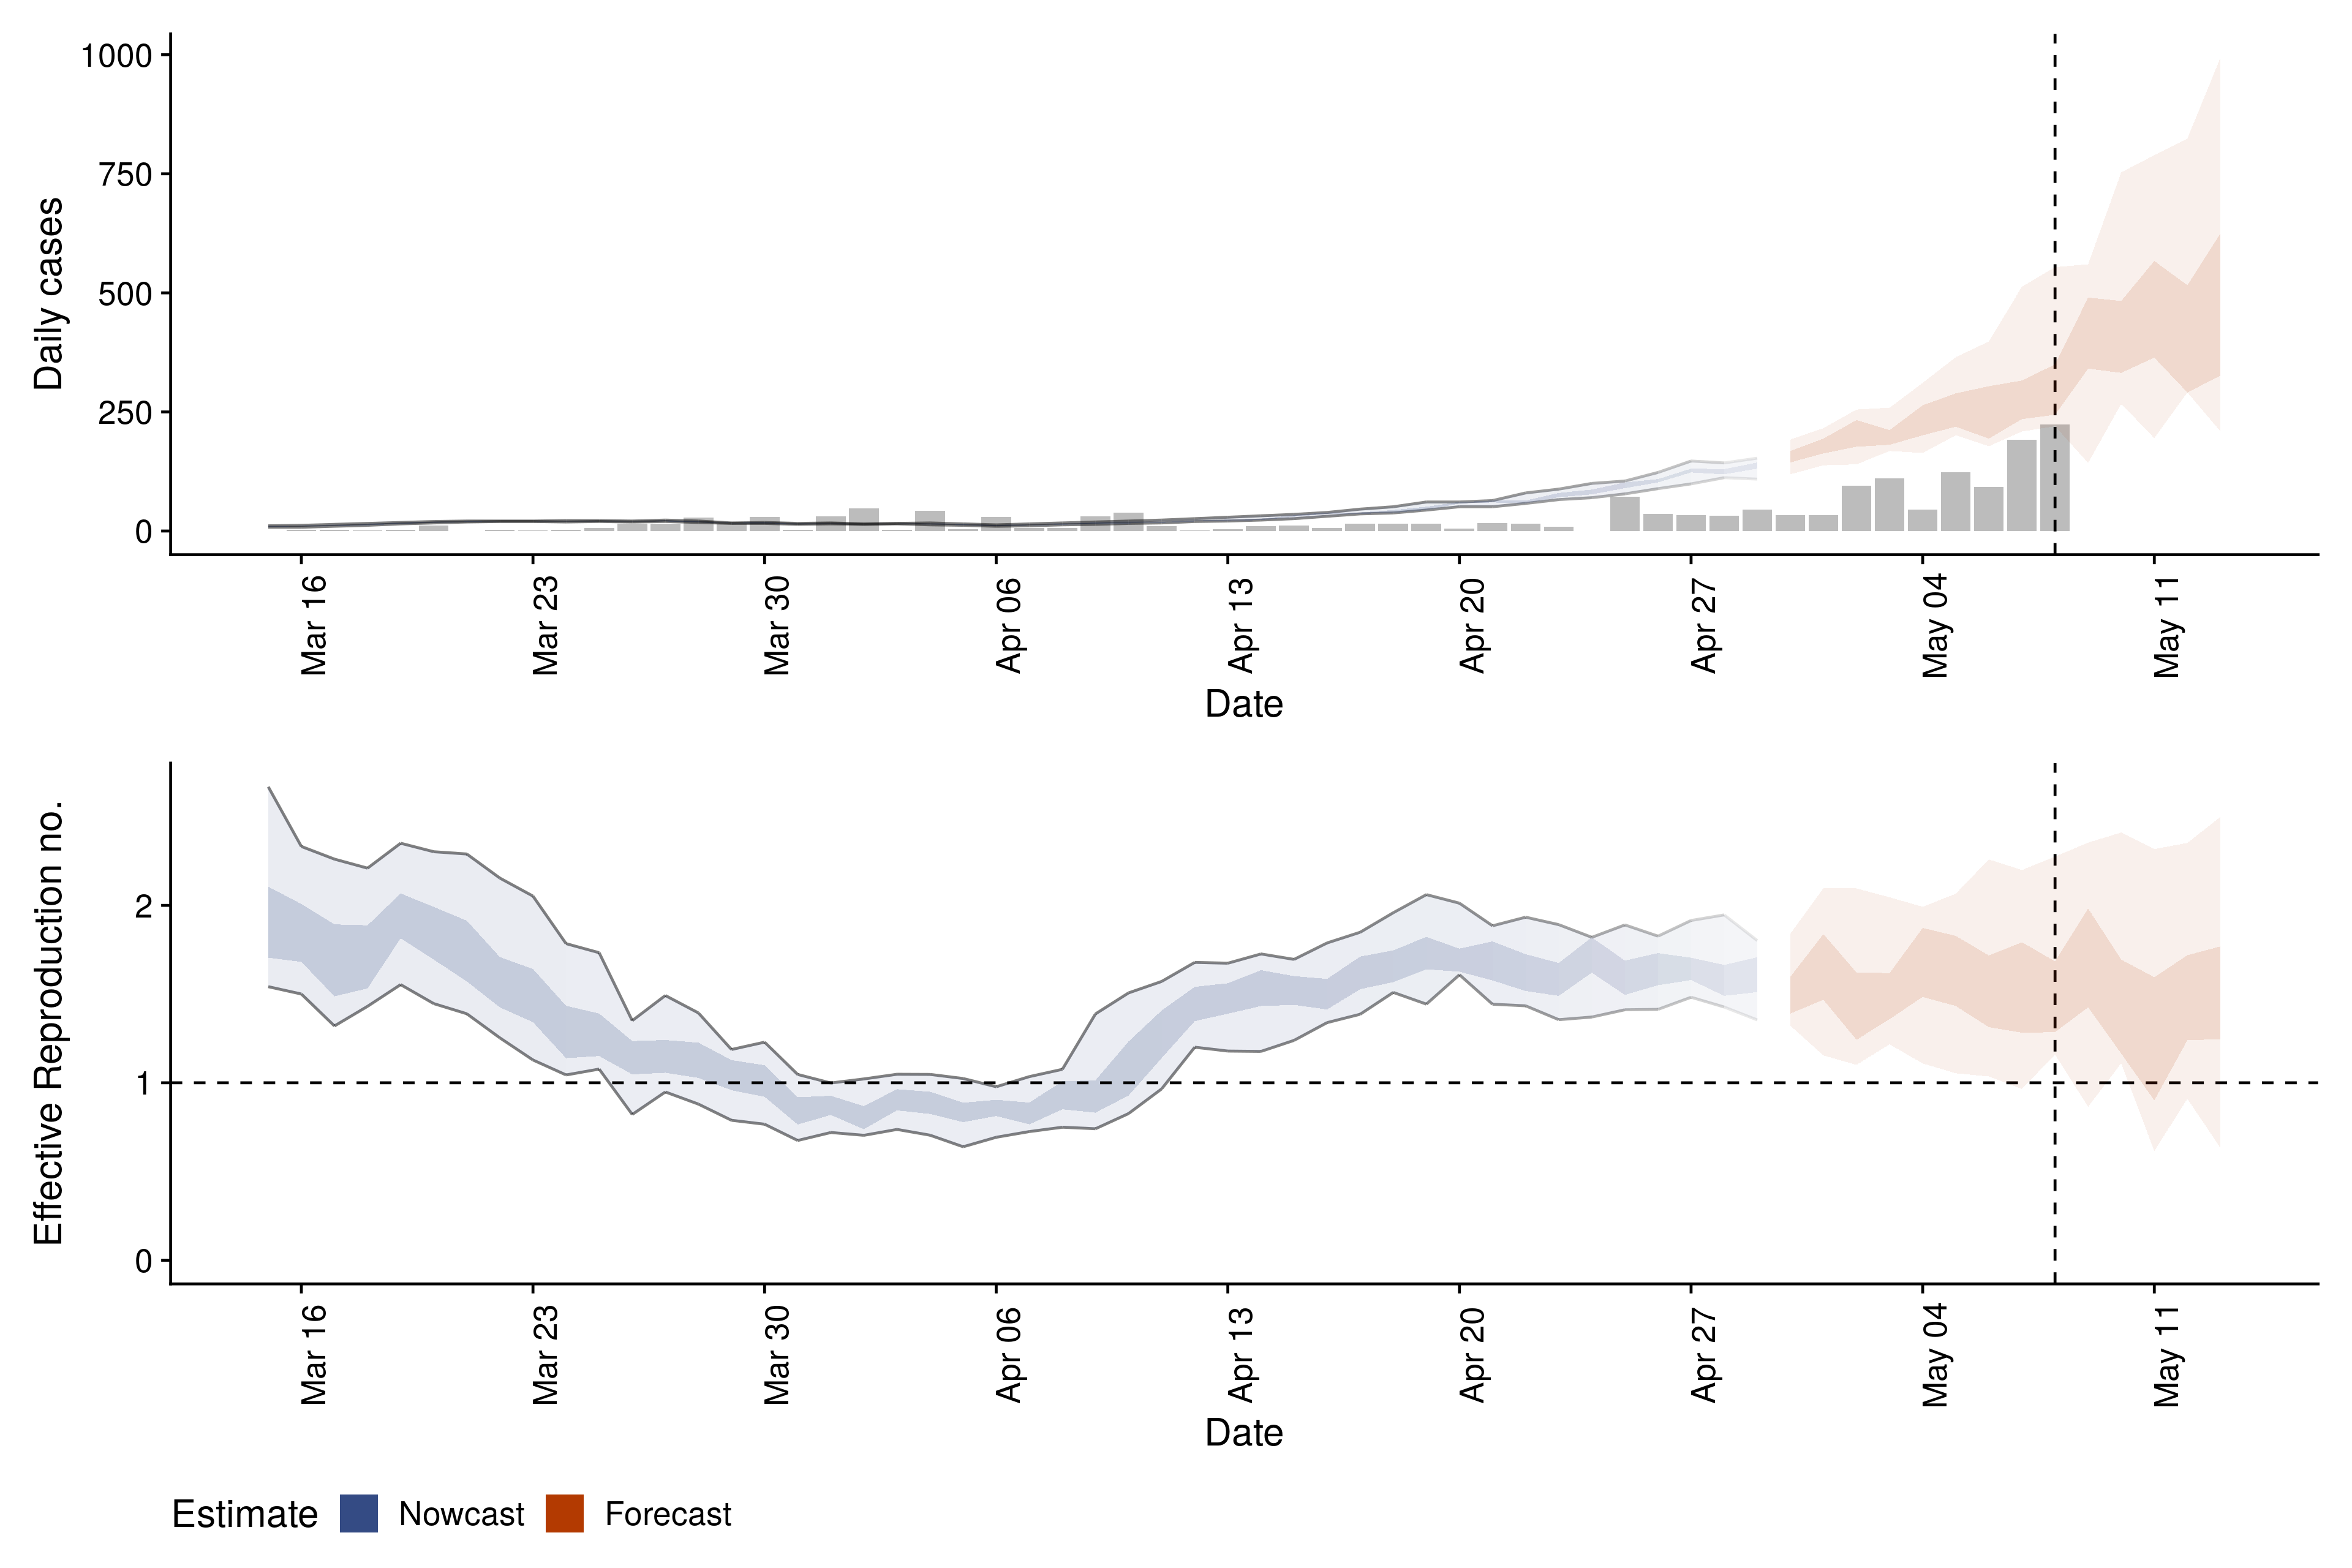 Daily cases
1000
750
500
250
0
Mar 16
Mar 23
Mar 30
Apr 06
Apr 13
Apr 20
Apr 27
May 04
May 11
Date
Effective Reproduction no.
2
1
0
Mar 16
Mar 23
Mar 30
Apr 06
Apr 13
Apr 20
Apr 27
May 04
May 11
Date
Estimate Nowcast Forecast